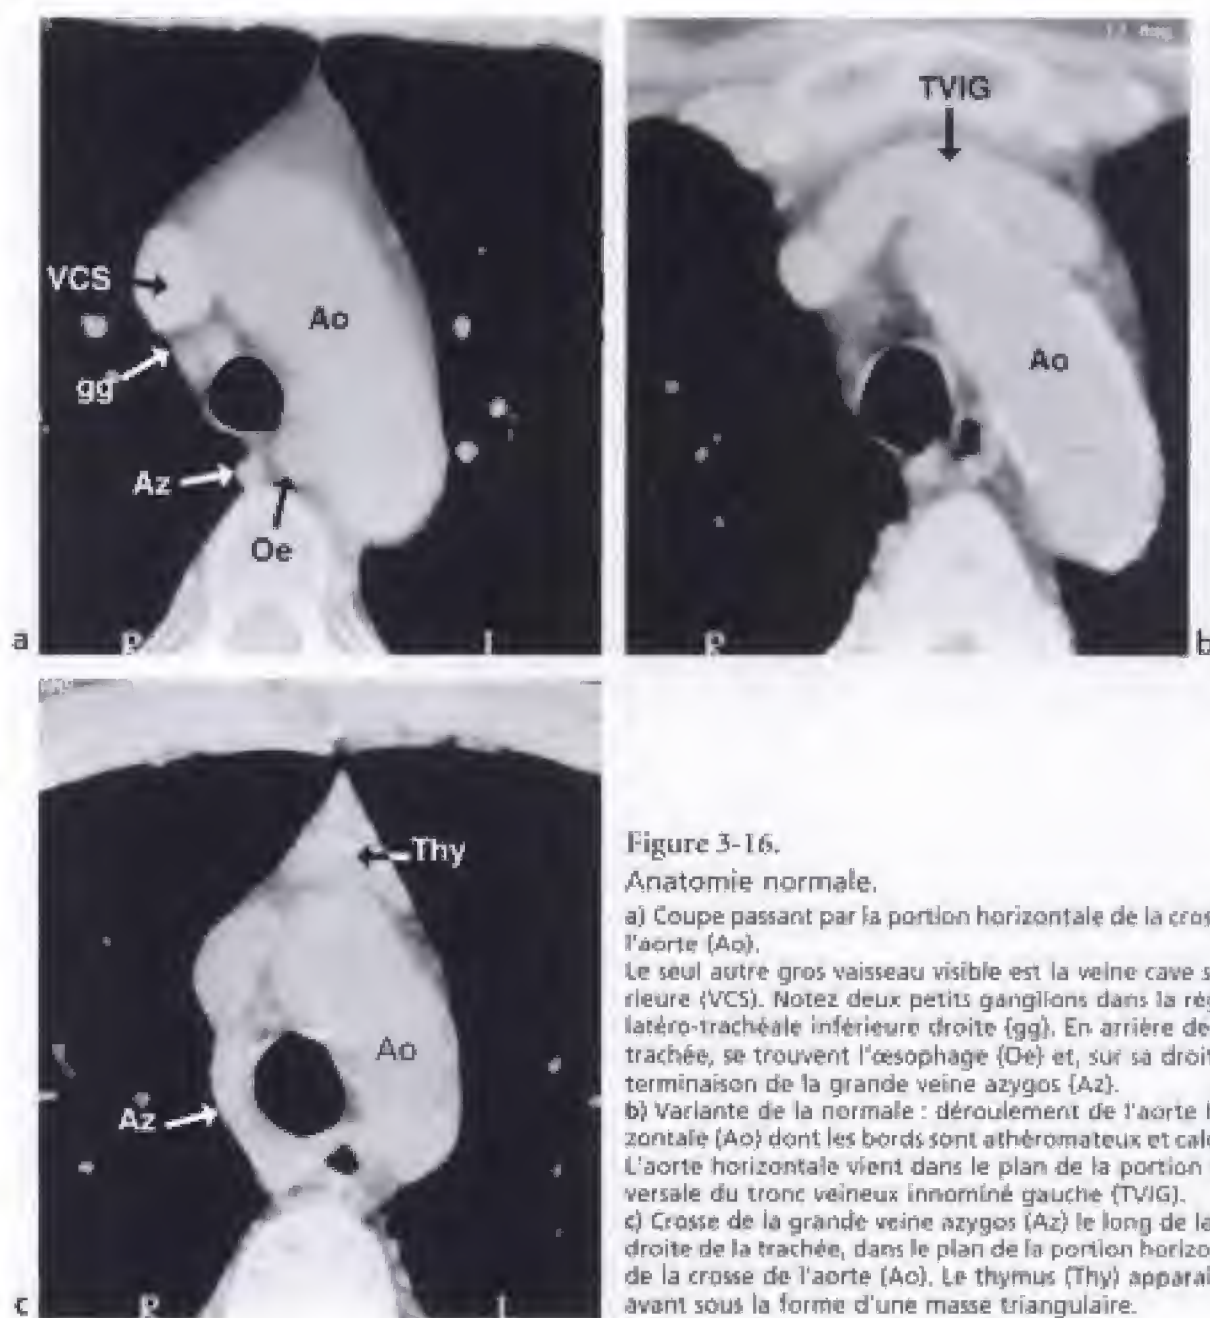 TVIG
VCS
Ao
gg
Az
Oe
a
R
Ao
R
b
Thy
Ao
Az
c
R
Figure 3-16.
Anatomie normale.
a) Coupe passant par la portion horizontale de la cros
l'aorte (Ao).
Le seul autre gros vaisseau visible est la veine cave s
rieure (VCS). Notez deux petits ganglions dans la rég
latéro-trachéale inférieure droite (gg). En arrière de
trachée, se trouvent l'œsophage (Oe) et, sur sa droit
terminaison de la grande veine azygos (Az).
b) Variante de la normale : déroulement de l'aorte
zontale (Ao) dont les bords sont athéromateux et calc
L'aorte horizontale vient dans le plan de la portion
versale du tronc veineux innominé gauche (TVIG).
c) Crosse de la grande veine azygos (Az) le long de la
droite de la trachée, dans le plan de la portion horizo
de la crosse de l'aorte (Ao). Le thymus (Thy) apparaî
avant sous la forme d'une masse triangulaire.